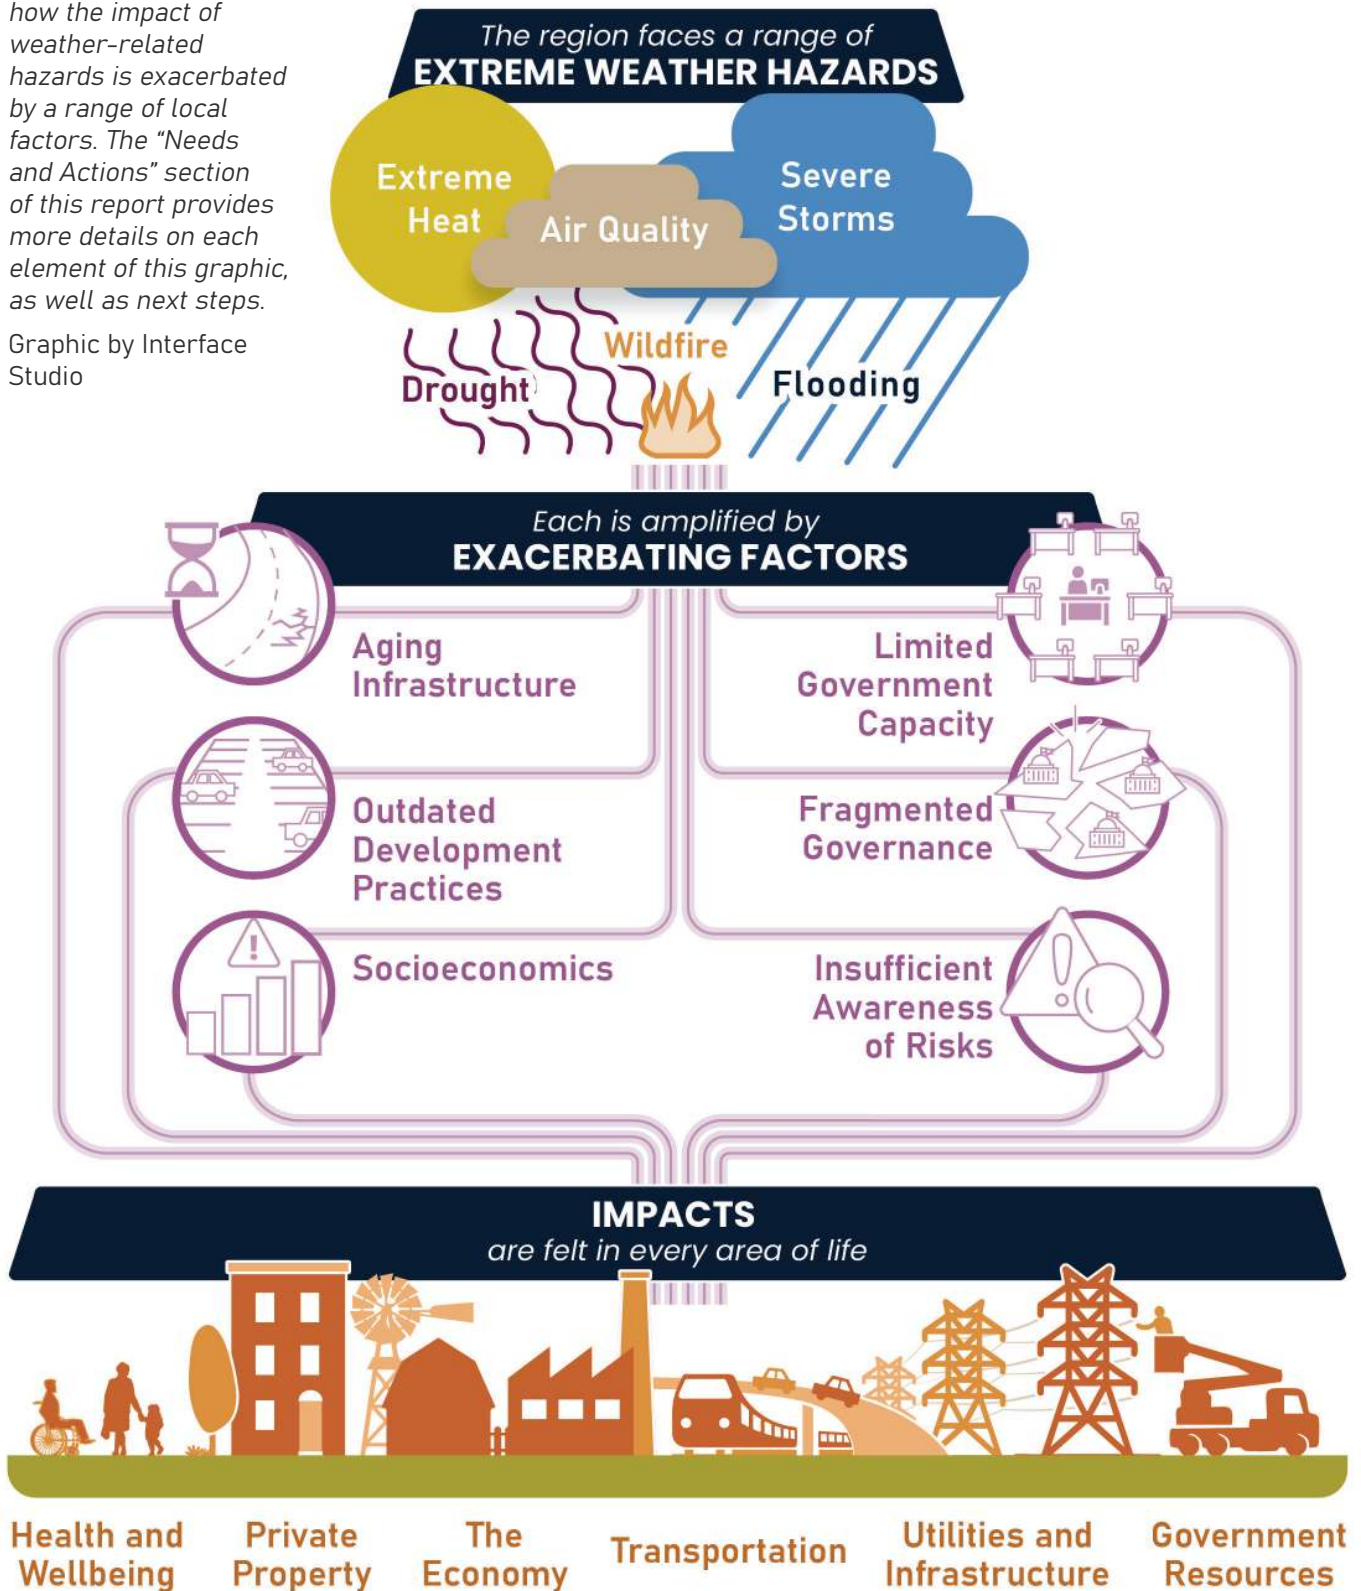 how the impact of
weather-related
hazards is exacerbated
by a range of local
factors. The “Needs
and Actions” section
of this report provides
more details on each
element of this graphic,
as well as next steps.
Graphic by Interface
Studio
The region faces a range of
EXTREME WEATHER HAZARDS
Extreme
Heat
Air Quality
Severe
Storms
Drought
Wildfire
Flooding
Each is amplified by
EXACERBATING FACTORS
Aging
Infrastructure
Outdated
Development
Practices
Socioeconomics
Limited
Government
Capacity
Fragmented
Governance
Insufficient
Awareness
of Risks
IMPACTS
are felt in every area of life
Health and
Wellbeing
Private
Property
The
Economy
Transportation
Utilities and
Infrastructure
Government
Resources